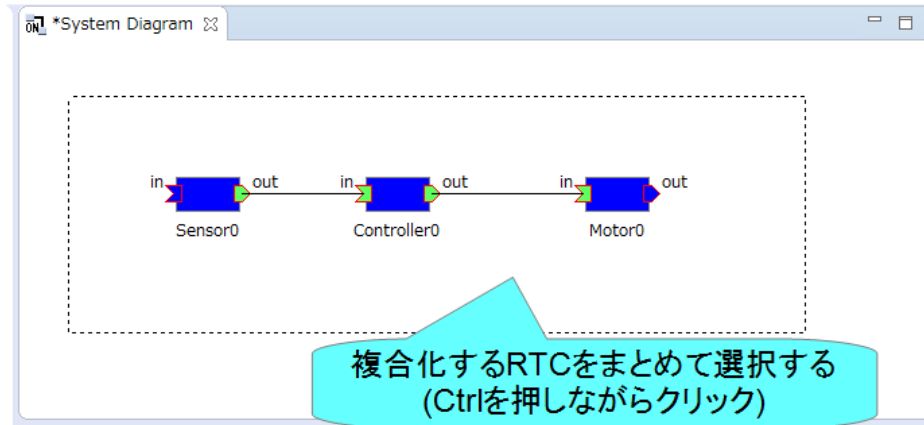 ON *System Diagram
in out in out in out
Sensor0 Controller0 Motor0
複合化するRTCをまとめて選択する
(Ctrlを押しながらクリック)